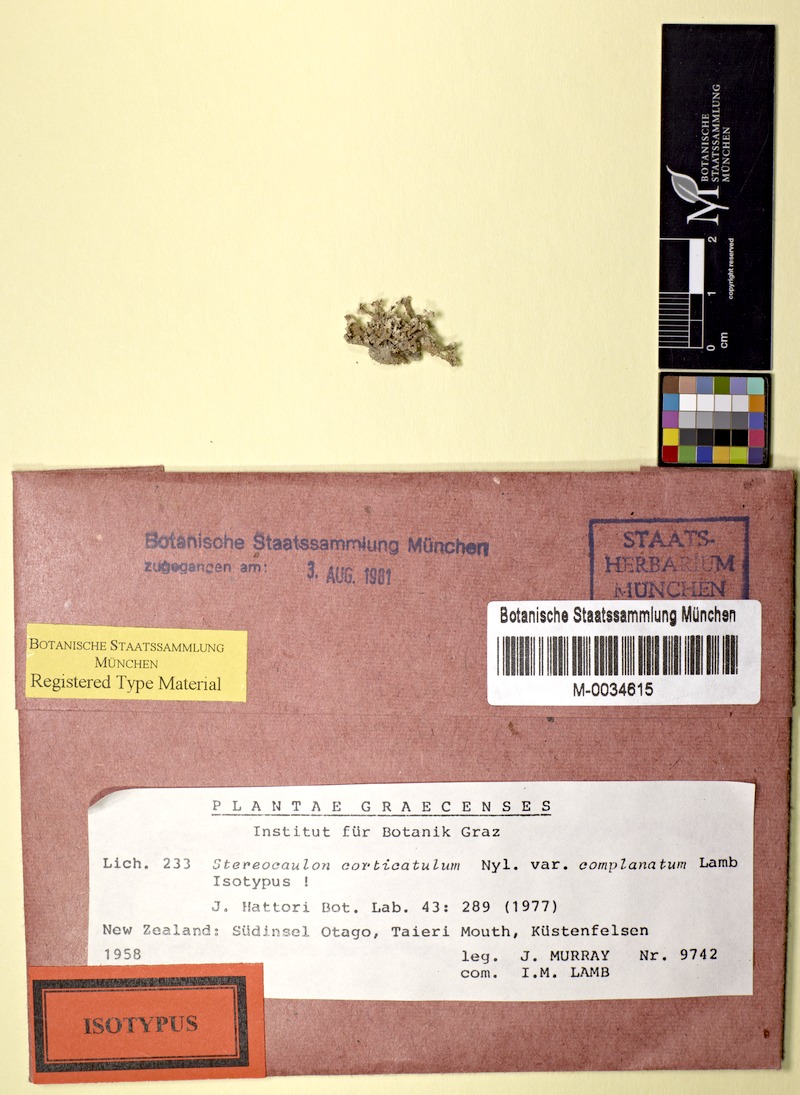 BOTANISCHE
STAATSSAMMLUNG
MÜNCHEN
M
0 1 2
cm
copyright reserved
Botanische Staatssammlung München
zugegangen am: 3. AUG. 1981
STAATS-
HERBARIUM
MÜNCHEN
Botanische Staatssammlung München
M-0034615
BOTANISCHE STAATSSAMMLUNG
MÜNCHEN
Registered Type Material
PLANTAE GRAECENSES
Institut für Botanik Graz
Lich. 233 Stereocaulon corticatulum Nyl. var. complanatum Lamb
Isotypus !
J. Hattori Bot. Lab. 43: 289 (1977)
New Zealand: Südinsel Otago, Taieri Mouth, Küstenfelsen
1958 leg. J. MURRAY Nr. 9742
com. I.M. LAMB
ISOTYPUS